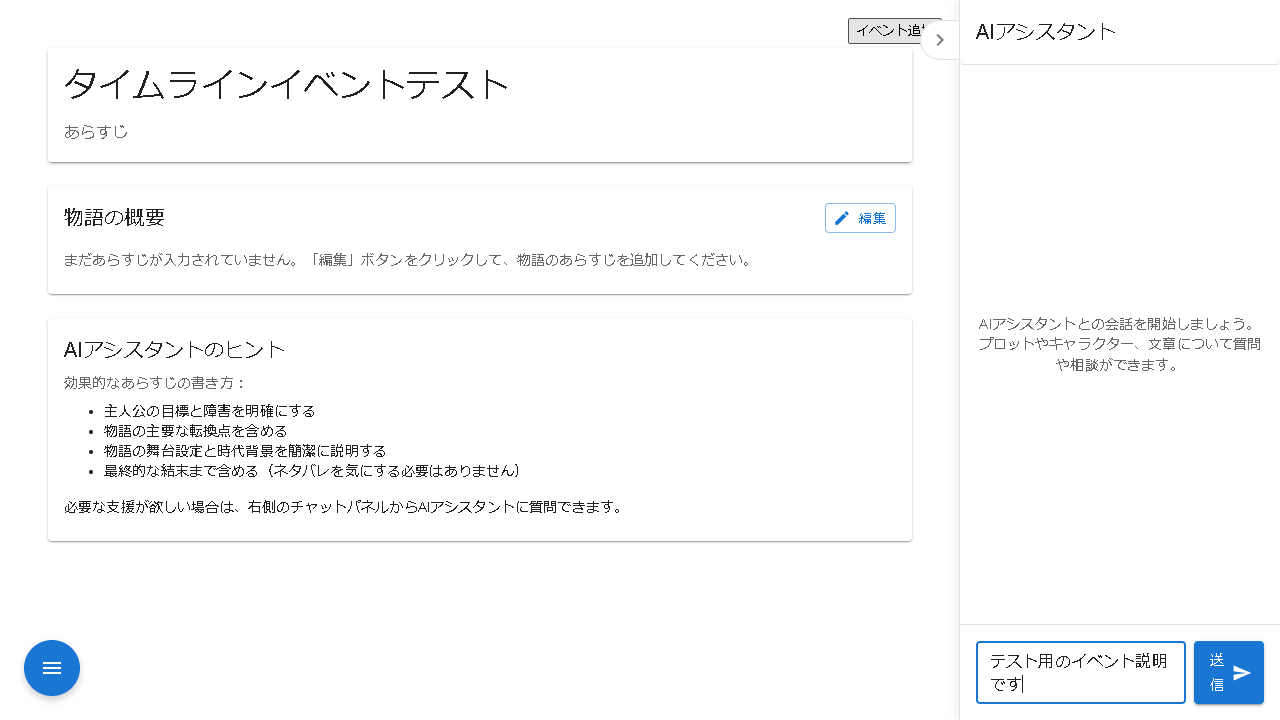 イベント追
タイムラインイベントテスト
あらすじ
物語の概要
編集
まだあらすじが入力されていません。「編集」ボタンをクリックして、物語のあらすじを追加してください。
AIアシスタントのヒント
効果的なあらすじの書き方：
• 主人公の目標と障害を明確にする
• 物語の主要な転換点を含める
• 物語の舞台設定と時代背景を簡潔に説明する
• 最終的な結末まで含める（ネタバレを気にする必要はありません）
必要な支援が欲しい場合は、右側のチャットパネルからAIアシスタントに質問できます。
AIアシスタント
AIアシスタントとの会話を開始しましょう。
プロットやキャラクター、文章について質問
や相談ができます。
テスト用のイベント説明
です
送
信